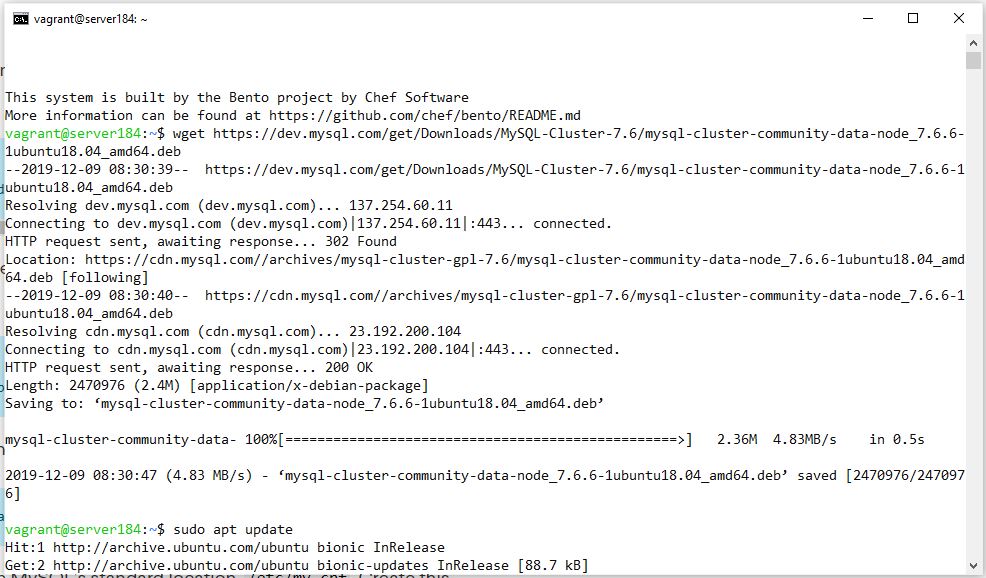 vagrant@server184: ~
This system is built by the Bento project by Chef Software
More information can be found at https://github.com/chef/bento/README.md
vagrant@server184:~$ wget https://dev.mysql.com/get/Downloads/MySQL-Cluster-7.6/mysql-cluster-community-data-node_7.6.6-
1ubuntu18.04_amd64.deb
--2019-12-09 08:30:39--  https://dev.mysql.com/get/Downloads/MySQL-Cluster-7.6/mysql-cluster-community-data-node_7.6.6-1
ubuntu18.04_amd64.deb
Resolving dev.mysql.com (dev.mysql.com)... 137.254.60.11
Connecting to dev.mysql.com (dev.mysql.com)|137.254.60.11|:443... connected.
HTTP request sent, awaiting response... 302 Found
Location: https://cdn.mysql.com//archives/mysql-cluster-gpl-7.6/mysql-cluster-community-data-node_7.6.6-1ubuntu18.04_amd
64.deb [following]
--2019-12-09 08:30:40--  https://cdn.mysql.com//archives/mysql-cluster-gpl-7.6/mysql-cluster-community-data-node_7.6.6-1
ubuntu18.04_amd64.deb
Resolving cdn.mysql.com (cdn.mysql.com)... 23.192.200.104
Connecting to cdn.mysql.com (cdn.mysql.com)|23.192.200.104|:443... connected.
HTTP request sent, awaiting response... 200 OK
Length: 2470976 (2.4M) [application/x-debian-package]
Saving to: ‘mysql-cluster-community-data-node_7.6.6-1ubuntu18.04_amd64.deb’
mysql-cluster-community-data- 100%[=================================================>]   2.36M  4.83MB/s    in 0.5s
2019-12-09 08:30:47 (4.83 MB/s) - ‘mysql-cluster-community-data-node_7.6.6-1ubuntu18.04_amd64.deb’ saved [2470976/247097
6]
vagrant@server184:~$ sudo apt update
Hit:1 http://archive.ubuntu.com/ubuntu bionic InRelease
Get:2 http://archive.ubuntu.com/ubuntu bionic-updates InRelease [88.7 kB]